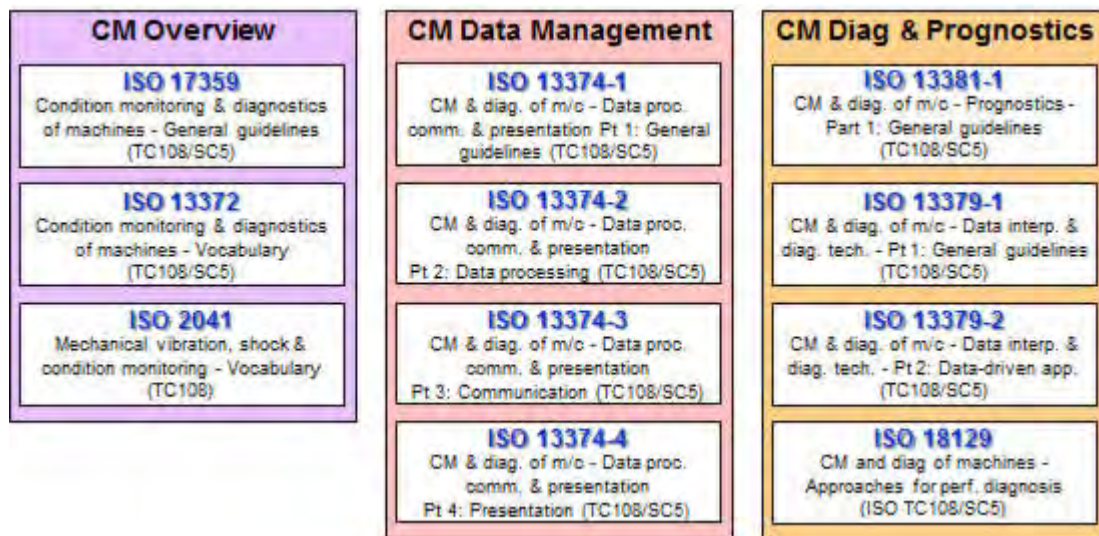 CM Overview
ISO 17359
Condition monitoring & diagnostics
of machines - General guidelines
(TC108/SC5)
ISO 13372
Condition monitoring & diagnostics
of machines - Vocabulary
(TC108/SC5)
ISO 2041
Mechanical vibration, shock &
condition monitoring - Vocabulary
(TC108)
CM Data Management
ISO 13374-1
CM & diag. of m/c - Data proc.
comm. & presentation Pt 1: General
guidelines (TC108/SC5)
ISO 13374-2
CM & diag. of m/c - Data proc.
comm. & presentation
Pt 2: Data processing (TC108/SC5)
ISO 13374-3
CM & diag. of m/c - Data proc.
comm. & presentation
Pt 3: Communication (TC108/SC5)
ISO 13374-4
CM & diag. of m/c - Data proc.
comm. & presentation
Pt 4: Presentation (TC108/SC5)
CM Diag & Prognostics
ISO 13381-1
CM & diag. of m/c - Prognostics -
Part 1: General guidelines
(TC108/SC5)
ISO 13379-1
CM & diag. of m/c - Data interp. &
diag. tech. - Pt 1: General guidelines
(TC108/SC5)
ISO 13379-2
CM & diag. of m/c - Data interp. &
diag. tech. - Pt 2: Data-driven app.
(TC108/SC5)
ISO 18129
CM and diag of machines -
Approaches for perf. diagnosis
(ISO TC108/SC5)